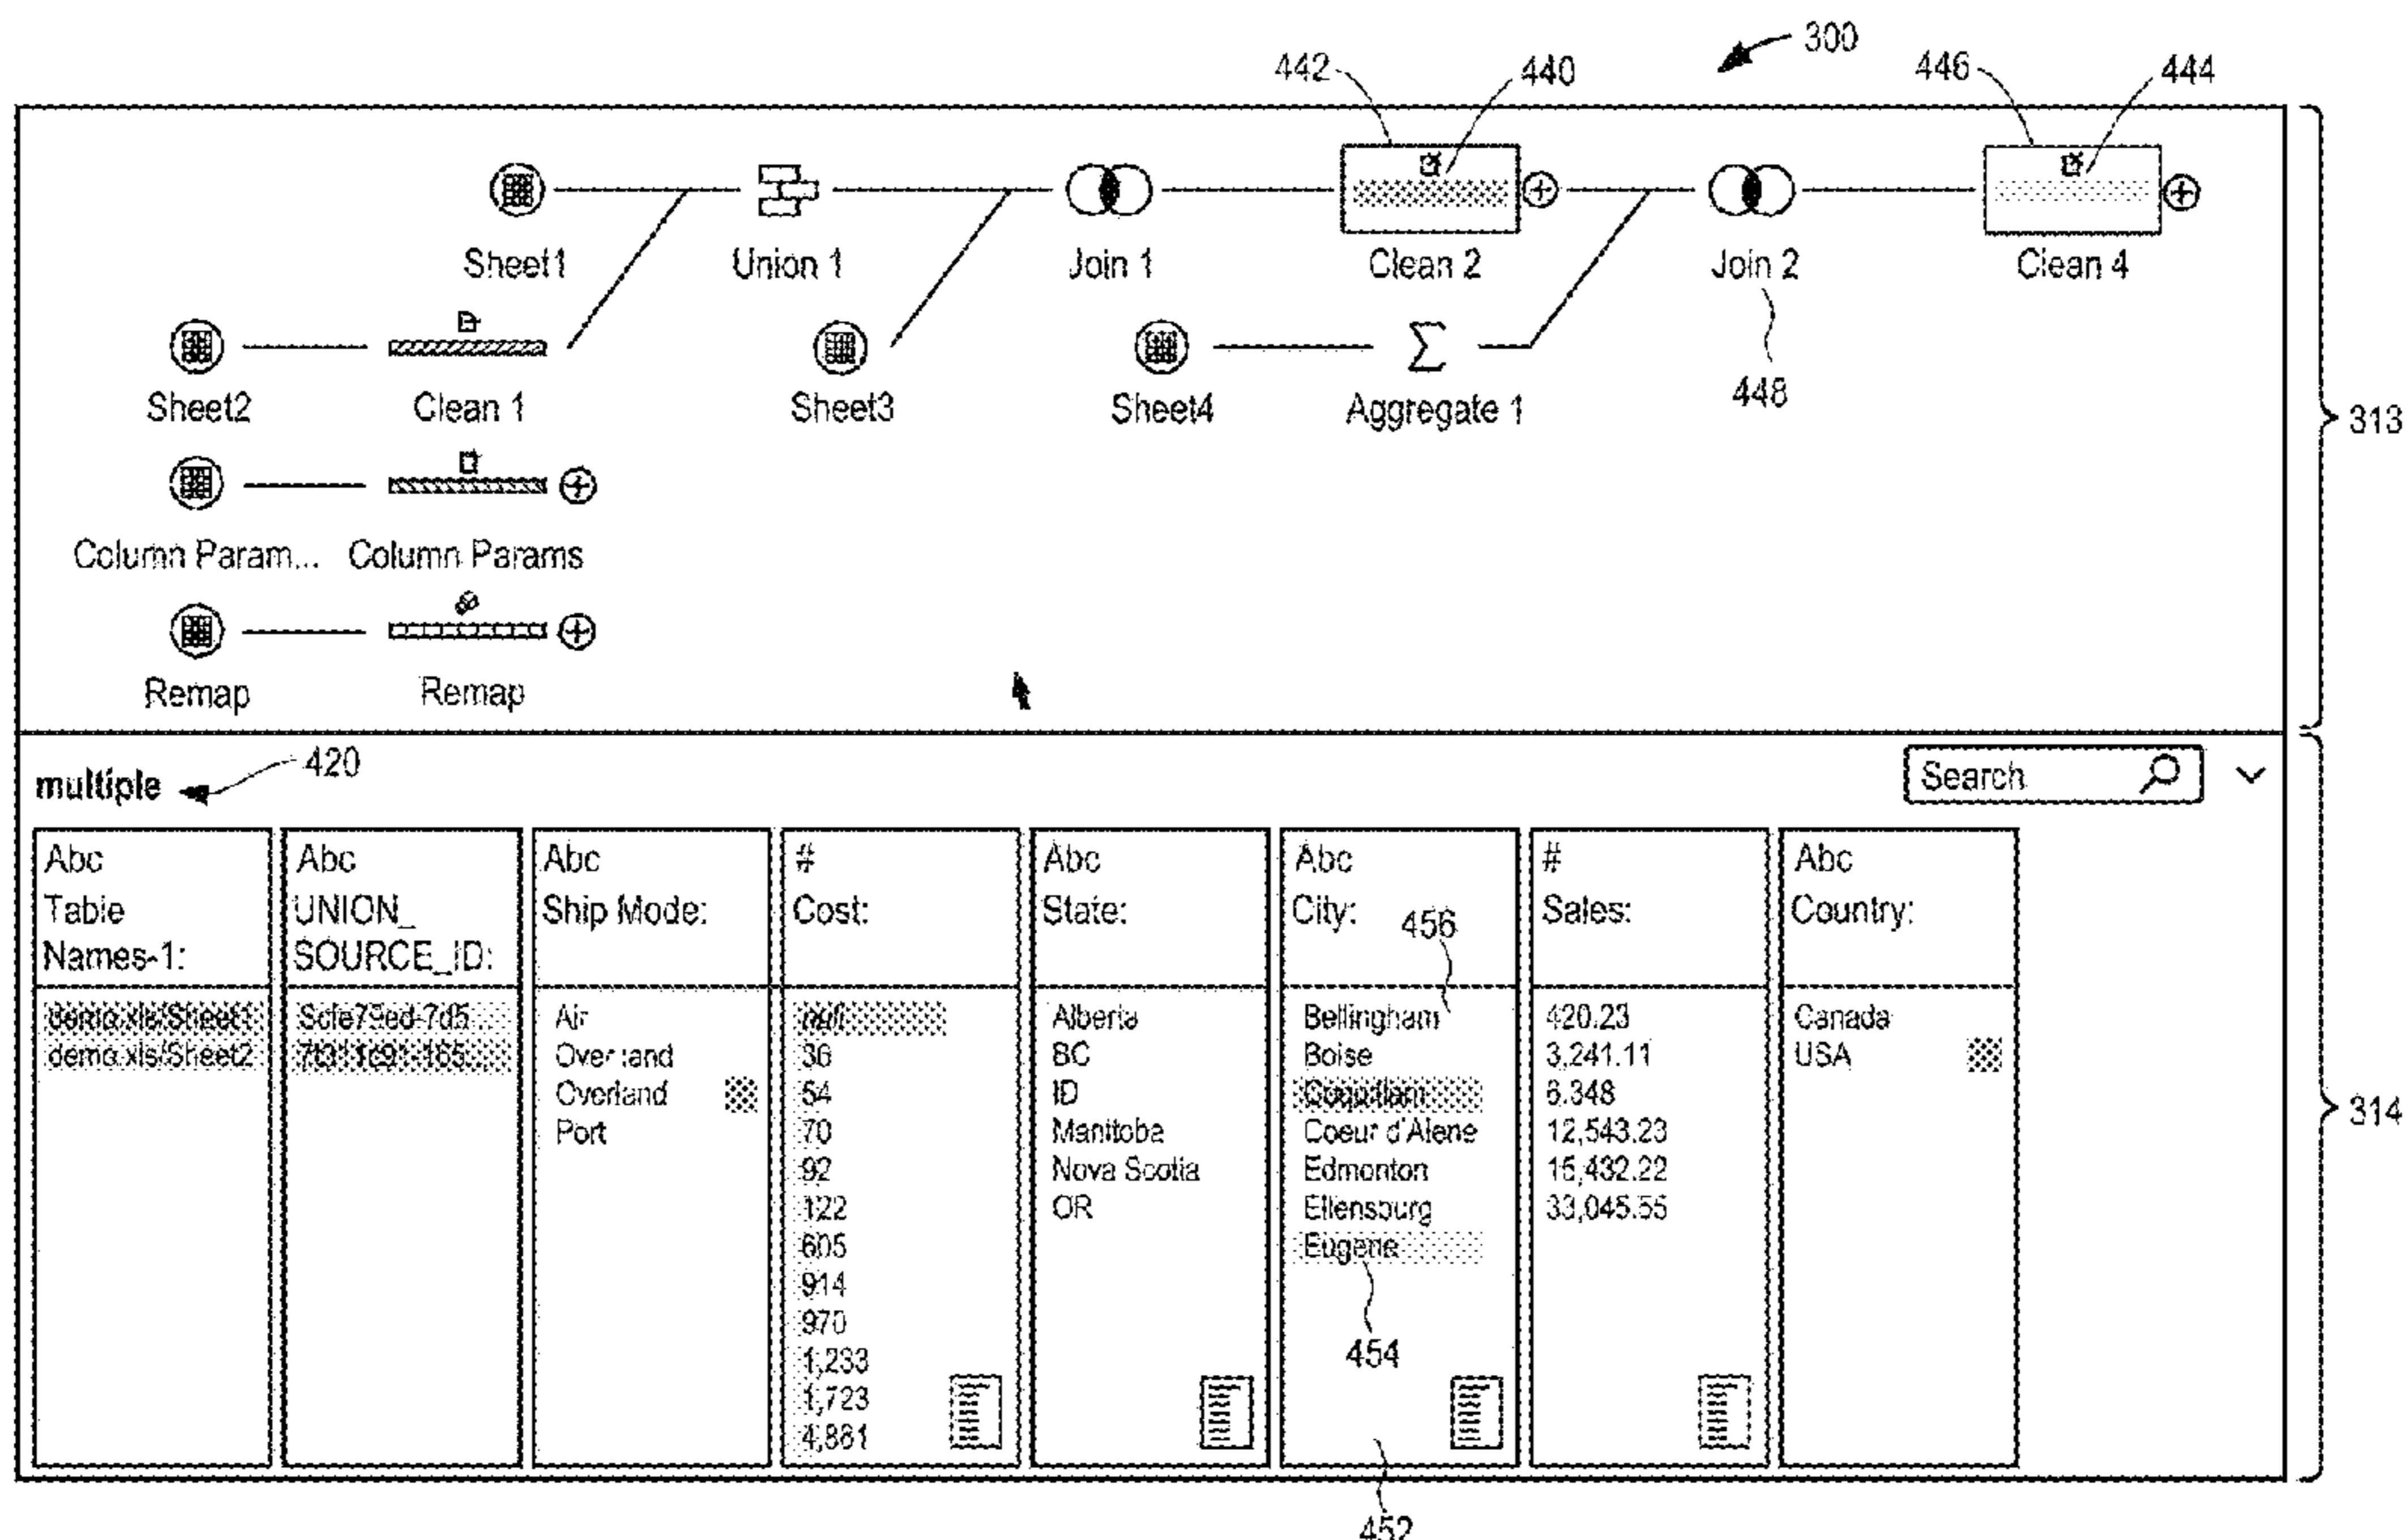 300
442
440
446
444
Sheet1
Union 1
Join 1
Clean 2
Join 2
Clean 4
448
Sheet2
Clean 1
Sheet3
Sheet4
Aggregate 1
313
Column Param...
Column Params
Remap
Remap
multiple
420
Search
Abc
Table
Names-1:
demo.xls/Sheet1
demo.xls/Sheet2
Abc
UNION_
SOURCE_ID:
Abc
Ship Mode:
Air
Overland
Port
#
Cost:
null
36
54
70
92
122
605
914
970
1,233
1,723
4,881
Abc
State:
Alberta
BC
ID
Manitoba
Nova Scotia
OR
Abc
City:
456
Bellingham
Boise
Coquitlam
Coeur d'Alene
Edmonton
Ellensburg
Eugene
454
452
#
Sales:
420.23
3,241.11
6,348
12,543.23
15,432.22
33,045.55
Abc
Country:
Canada
USA
314